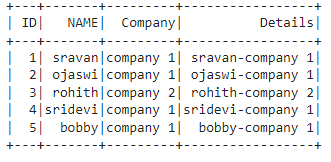 +---+-------+---------+-----------------+
| ID|   NAME|  Company|          Details|
+---+-------+---------+-----------------+
|  1| sravan|company 1| sravan-company 1|
|  2| ojaswi|company 1| ojaswi-company 1|
|  3| rohith|company 2| rohith-company 2|
|  4|sridevi|company 1|sridevi-company 1|
|  5|  bobby|company 1|  bobby-company 1|
+---+-------+---------+-----------------+